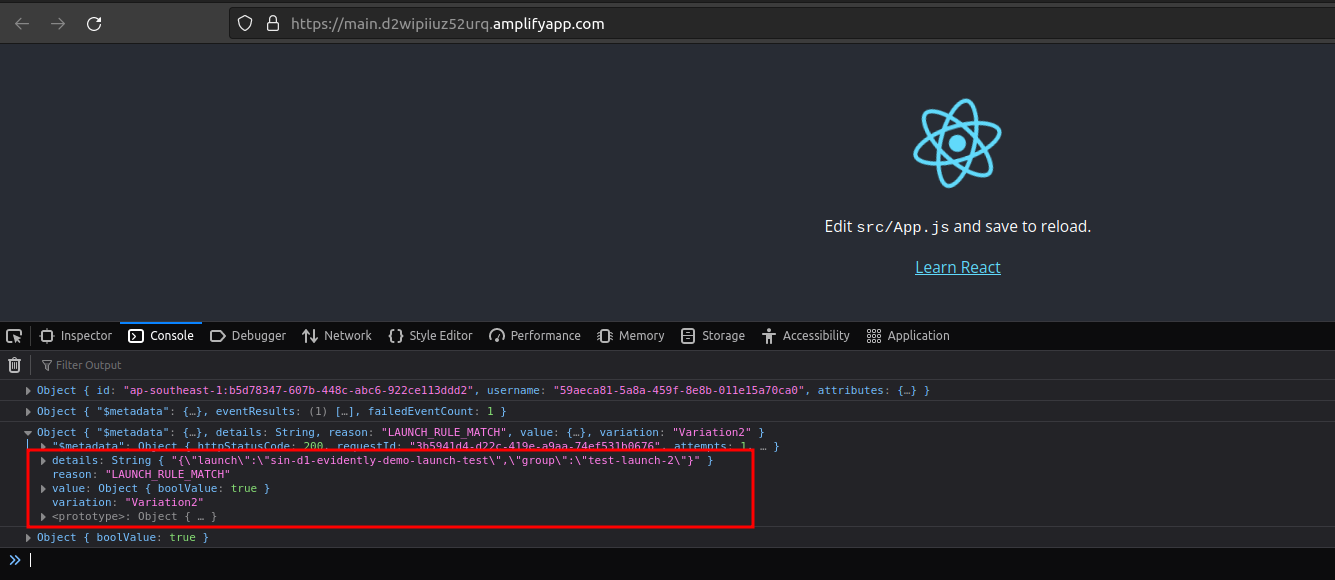 https://main.d2wipiiuz52urq.amplifyapp.com
Edit src/App.js and save to reload.
Learn React
Inspector Console Debugger Network Style Editor Performance Memory Storage Accessibility Application
Filter Output
Object { id: "ap-southeast-1:b5d78347-607b-448c-abc6-922ce113ddd2", username: "59aeca81-5a8a-459f-8e8b-011e15a70ca0", attributes: {…} }
Object { "$metadata": {…}, eventResults: (1) […], failedEventCount: 1 }
Object { "$metadata": {…}, details: String, reason: "LAUNCH_RULE_MATCH", value: {…}, variation: "Variation2" }
"$metadata": Object { httpStatusCode: 200, requestId: "3b5941d4-d22c-419e-a9aa-74ef531b0676", attempts: 1, … }
details: String { "{\"launch\":\"sin-d1-evidently-demo-launch-test\",\"group\":\"test-launch-2\"}" }
reason: "LAUNCH_RULE_MATCH"
value: Object { boolValue: true }
variation: "Variation2"
<prototype>: Object { … }
Object { boolValue: true }